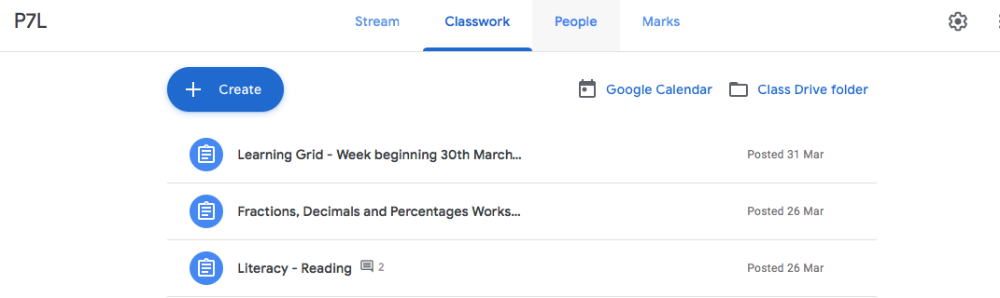 P7L
Stream Classwork People Marks
Create Google Calendar Class Drive folder
Learning Grid - Week beginning 30th March... Posted 31 Mar
Fractions, Decimals and Percentages Works... Posted 26 Mar
Literacy - Reading 2 Posted 26 Mar